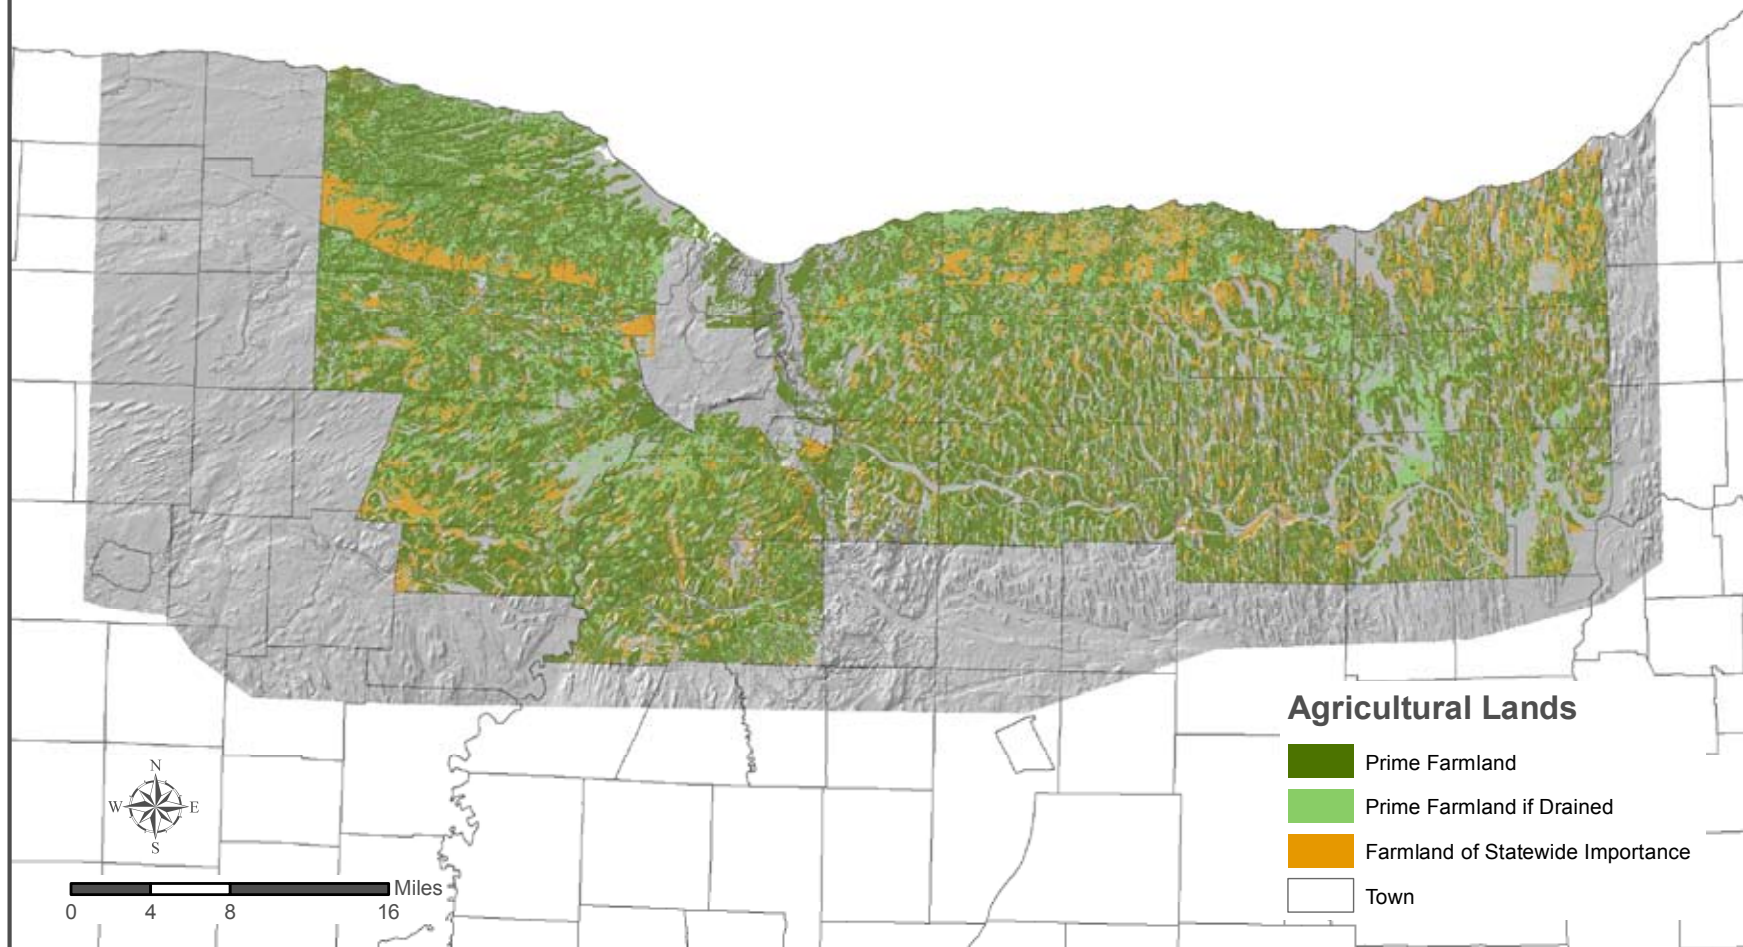 Agricultural Lands
Prime Farmland
Prime Farmland if Drained
Farmland of Statewide Importance
Town
N
W E
S
Miles
0 4 8 16